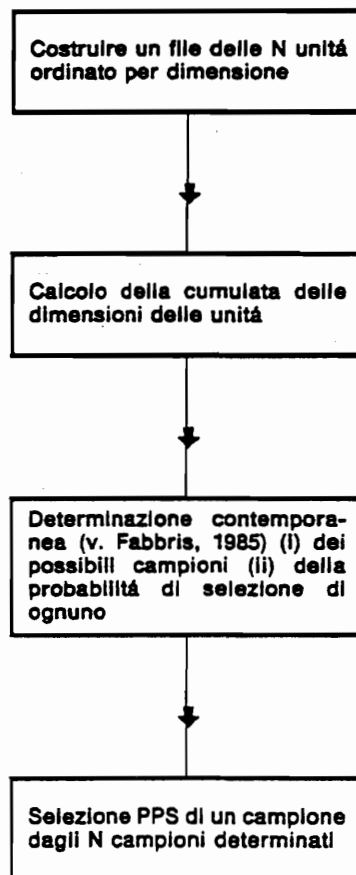 Costruire un file delle N unitá
ordinato per dimensione
Calcolo della cumulata delle
dimensioni delle unitá
Determinazione contempora-
nea (v. Fabbris, 1985) (i) dei
possibili campioni (ii) della
probabilitá di selezione di
ognuno
Selezione PPS di un campione
dagli N campioni determinati